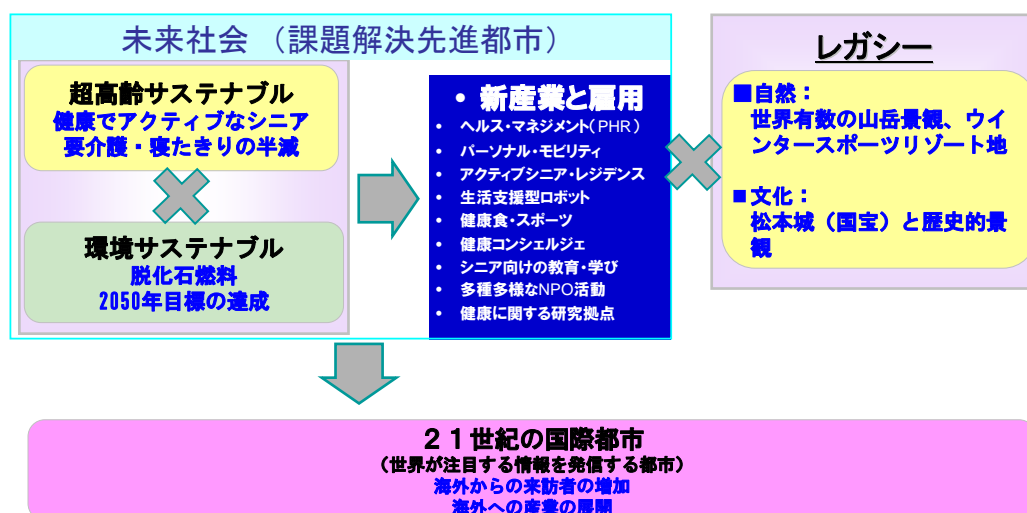 未来社会 （課題解決先進都市）
超高齢サステナブル
健康でアクティブなシニア
要介護・寝たきりの半減
環境サステナブル
脱化石燃料
2050年目標の達成
• 新産業と雇用
• ヘルス・マネジメント（PHR）
• パーソナル・モビリティ
• アクティブシニア・レジデンス
• 生活支援型ロボット
• 健康食・スポーツ
• 健康コンシェルジェ
• シニア向けの教育・学び
• 多種多様なNPO活動
• 健康に関する研究拠点
レガシー
■自然：
世界有数の山岳景観、ウイ
ンタースポーツリゾート地
■文化：
松本城（国宝）と歴史的景
観
２１世紀の国際都市
（世界が注目する情報を発信する都市）
海外からの来訪者の増加
海外への産業の展開